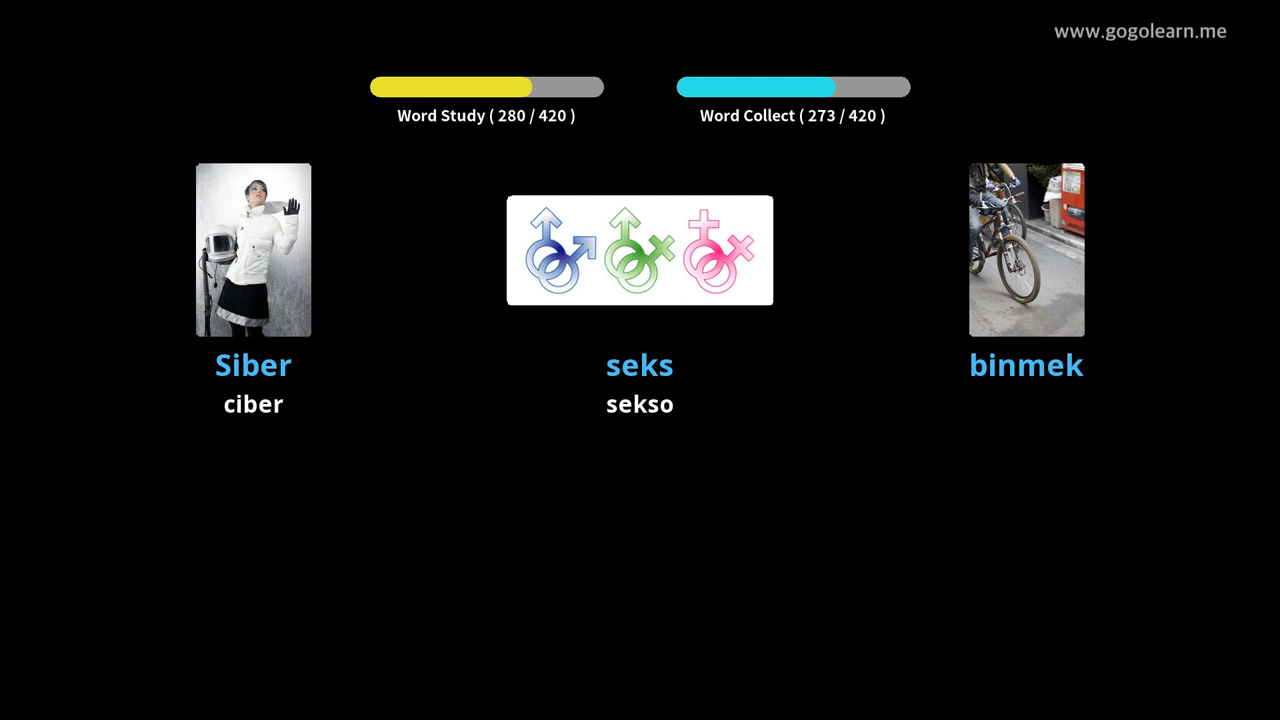 www.gogolearn.me
Word Study ( 280 / 420 )
Word Collect ( 273 / 420 )
Siber
ciber
seks
sekso
binmek